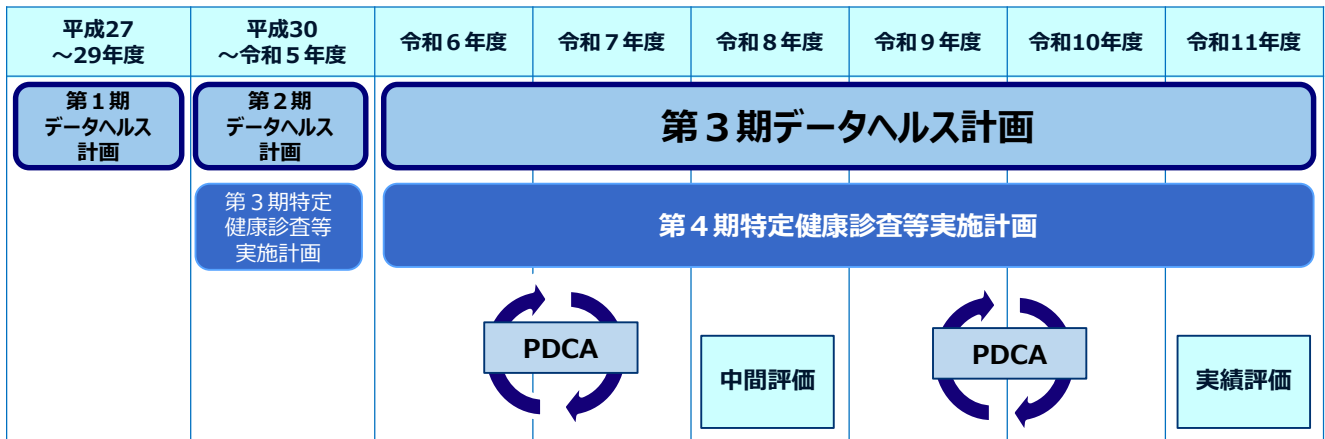 平成27
～29年度
平成30
～令和５年度
令和６年度
令和７年度
令和８年度
令和９年度
令和10年度
令和11年度
第１期
データヘルス
計画
第２期
データヘルス
計画
第３期データヘルス計画
第３期特定
健康診査等
実施計画
第４期特定健康診査等実施計画
PDCA
中間評価
PDCA
実績評価